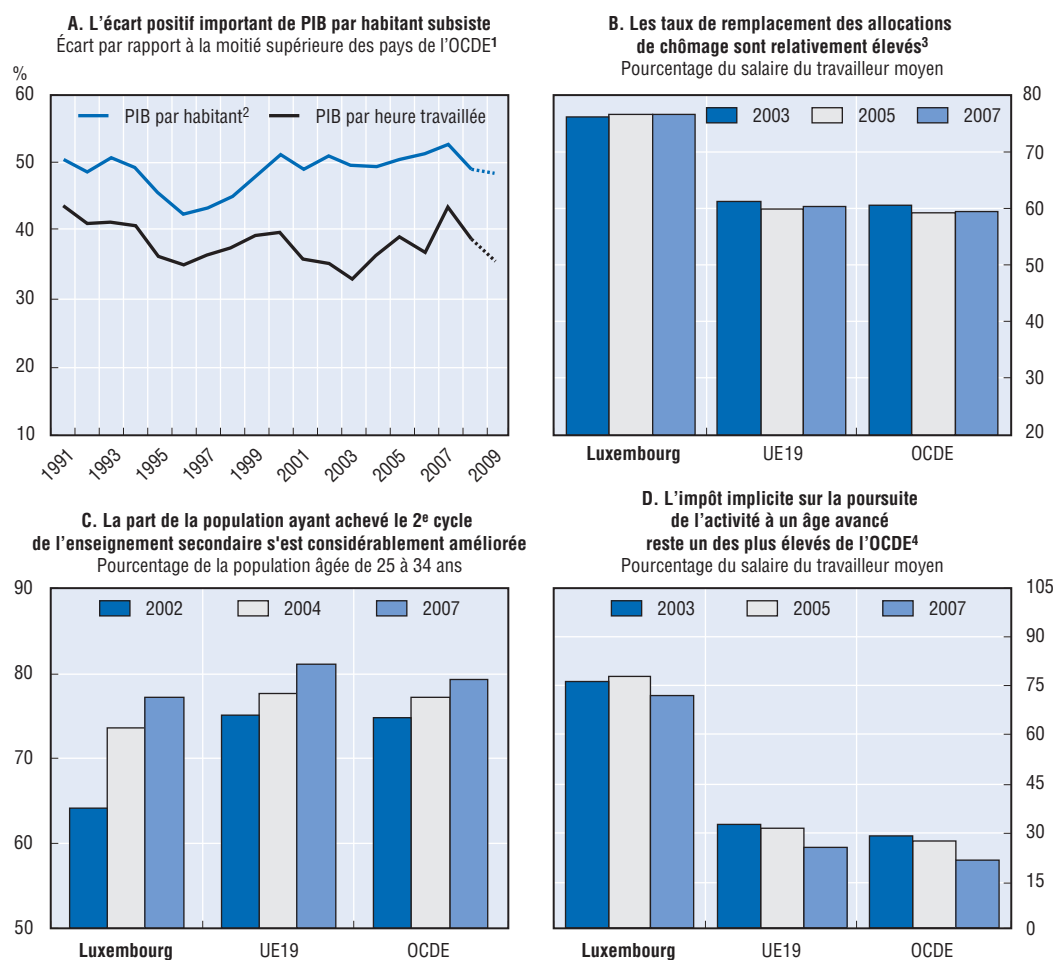 A. L'écart positif important de PIB par habitant subsiste
Écart par rapport à la moitié supérieure des pays de l'OCDE1
%
60
50
40
30
20
10
PIB par habitant2
PIB par heure travaillée
1991
1993
1995
1997
1999
2001
2003
2005
2007
2009
B. Les taux de remplacement des allocations
de chômage sont relativement élevés3
Pourcentage du salaire du travailleur moyen
2003
2005
2007
80
70
60
50
40
30
20
Luxembourg
UE19
OCDE
C. La part de la population ayant achevé le 2e cycle
de l'enseignement secondaire s'est considérablement améliorée
Pourcentage de la population âgée de 25 à 34 ans
90
80
70
60
50
2002
2004
2007
Luxembourg
UE19
OCDE
D. L'impôt implicite sur la poursuite
de l'activité à un âge avancé
reste un des plus élevés de l'OCDE4
Pourcentage du salaire du travailleur moyen
2003
2005
2007
105
90
75
60
45
30
15
0
Luxembourg
UE19
OCDE